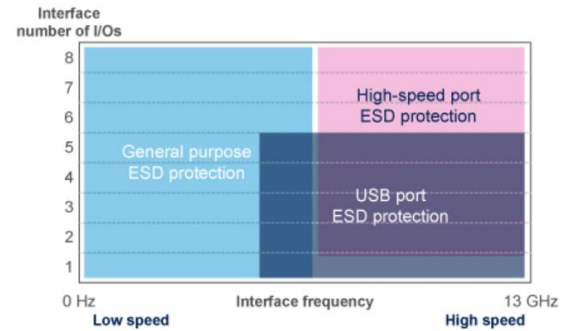 Interface
number of I/Os
8
7
6
5
4
3
2
1
High-speed port
ESD protection
General purpose
ESD protection
USB port
ESD protection
0 Hz Interface frequency 13 GHz
Low speed High speed